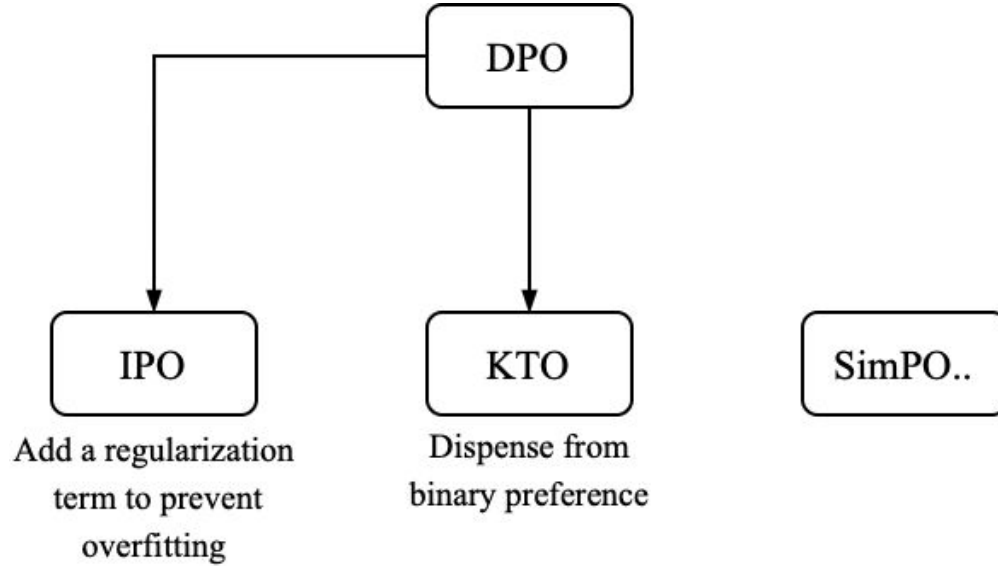 DPO
IPO
KTO
SimPO..
Add a regularization
term to prevent
overfitting
Dispense from
binary preference